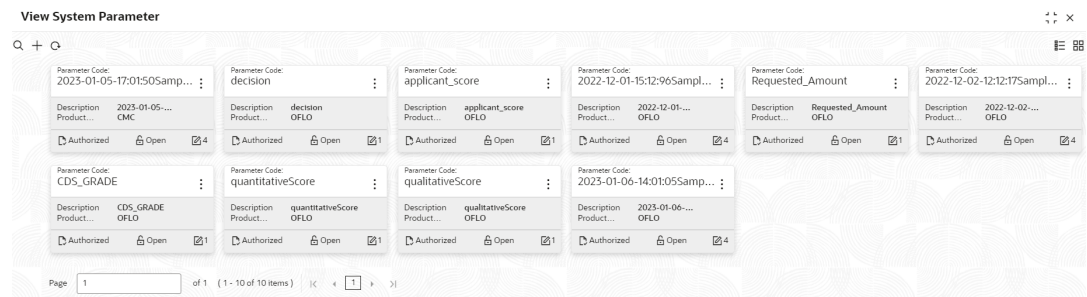 View System Parameter
Parameter Code: Parameter Code: Parameter Code: Parameter Code: Parameter Code: Parameter Code:
2023-01-05-17:01:50Samp... decision applicant_score 2022-12-01-15:12:96Sampl... Requested_Amount 2022-12-02-12:12:17Sampl...
Description 2023-01-05-... Description decision Description applicant_score Description 2022-12-01-... Description Requested_Amount Description 2022-12-02-...
Product... CMC Product... OFLO Product... OFLO Product... OFLO Product... OFLO Product... OFLO
Authorized Open 4 Authorized Open 1 Authorized Open 1 Authorized Open 4 Authorized Open 1 Authorized Open 4
Parameter Code: Parameter Code: Parameter Code: Parameter Code:
CDS_GRADE quantitativeScore qualitativeScore 2023-01-06-14:01:05Samp...
Description CDS_GRADE Description quantitativeScore Description qualitativeScore Description 2023-01-06-...
Product... OFLO Product... OFLO Product... OFLO Product... OFLO
Authorized Open 1 Authorized Open 1 Authorized Open 1 Authorized Open 4
Page 1 of 1 ( 1 - 10 of 10 items ) 1